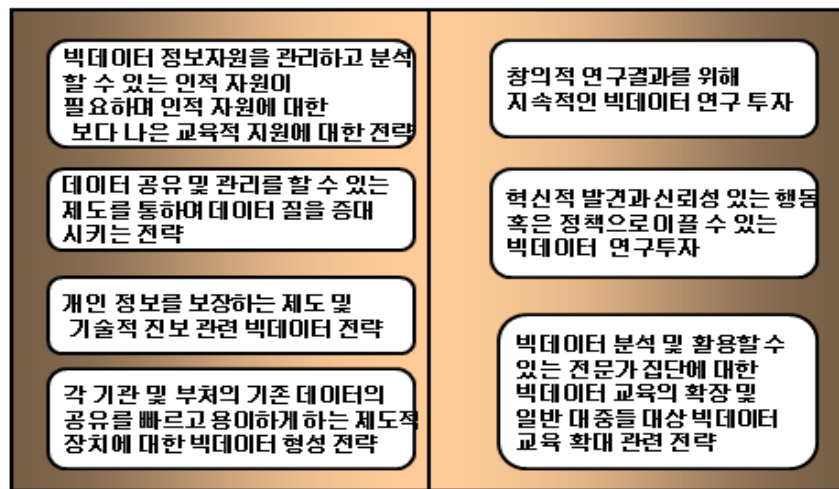 빅데이터 정보자원을 관리하고 분석
할 수 있는 인적 자원이
필요하며 인적 자원에 대한
보다 나은 교육적 지원에 대한 전략
데이터 공유 및 관리를 할 수 있는
제도를 통하여 데이터 질을 증대
시키는 전략
개인 정보를 보장하는 제도 및
기술적 진보 관련 빅데이터 전략
각 기관 및 부처의 기존 데이터의
공유를 빠르고 용이하게 하는 제도적
장치에 대한 빅데이터 형성 전략
창의적 연구결과를 위해
지속적인 빅데이터 연구 투자
혁신적 발견과 신뢰성 있는 행동
혹은 정책으로 이끌 수 있는
빅데이터 연구투자
빅데이터 분석 및 활용할 수
있는 전문가 집단에 대한
빅데이터 교육의 확장 및
일반 대중들 대상 빅데이터
교육 확대 관련 전략